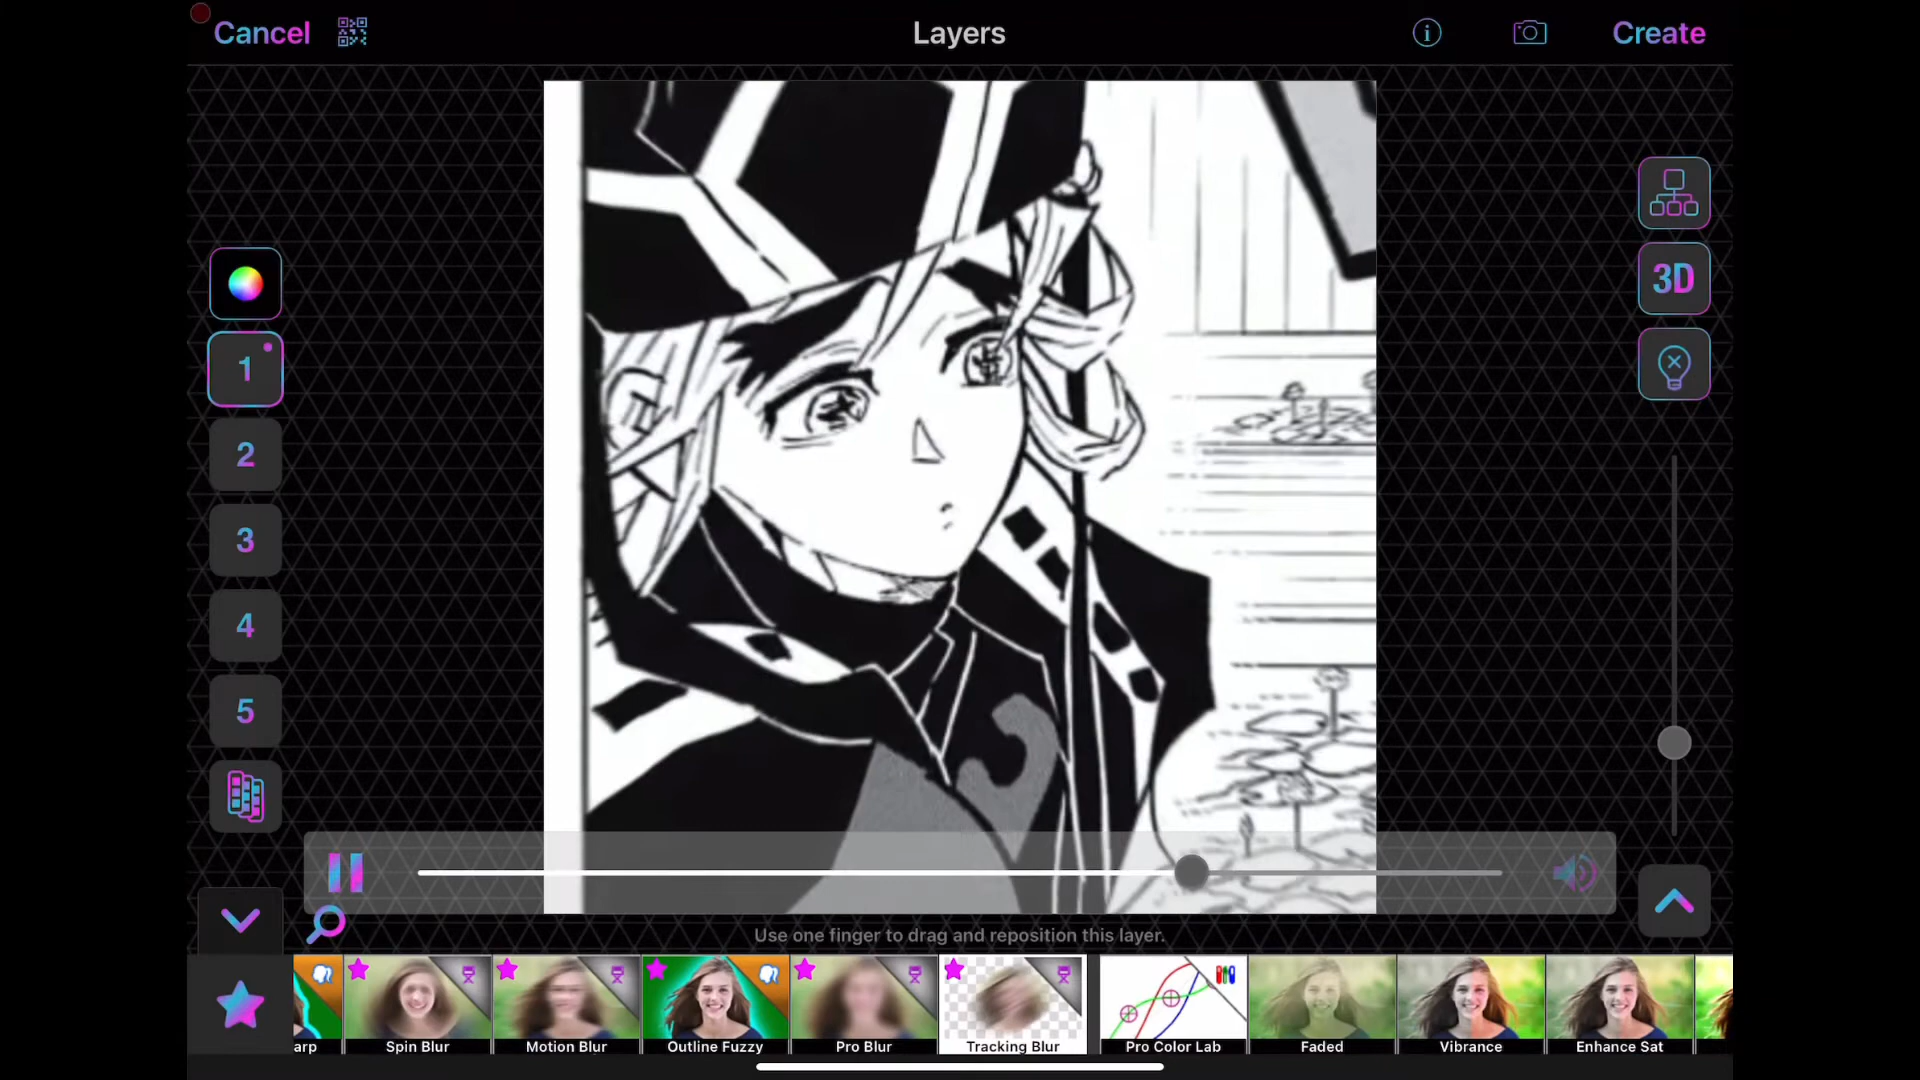 Cancel
Layers
Create
3D
1
2
3
4
5
Use one finger to drag and reposition this layer.
arp
Spin Blur
Motion Blur
Outline Fuzzy
Pro Blur
Tracking Blur
Pro Color Lab
Faded
Vibrance
Enhance Sat